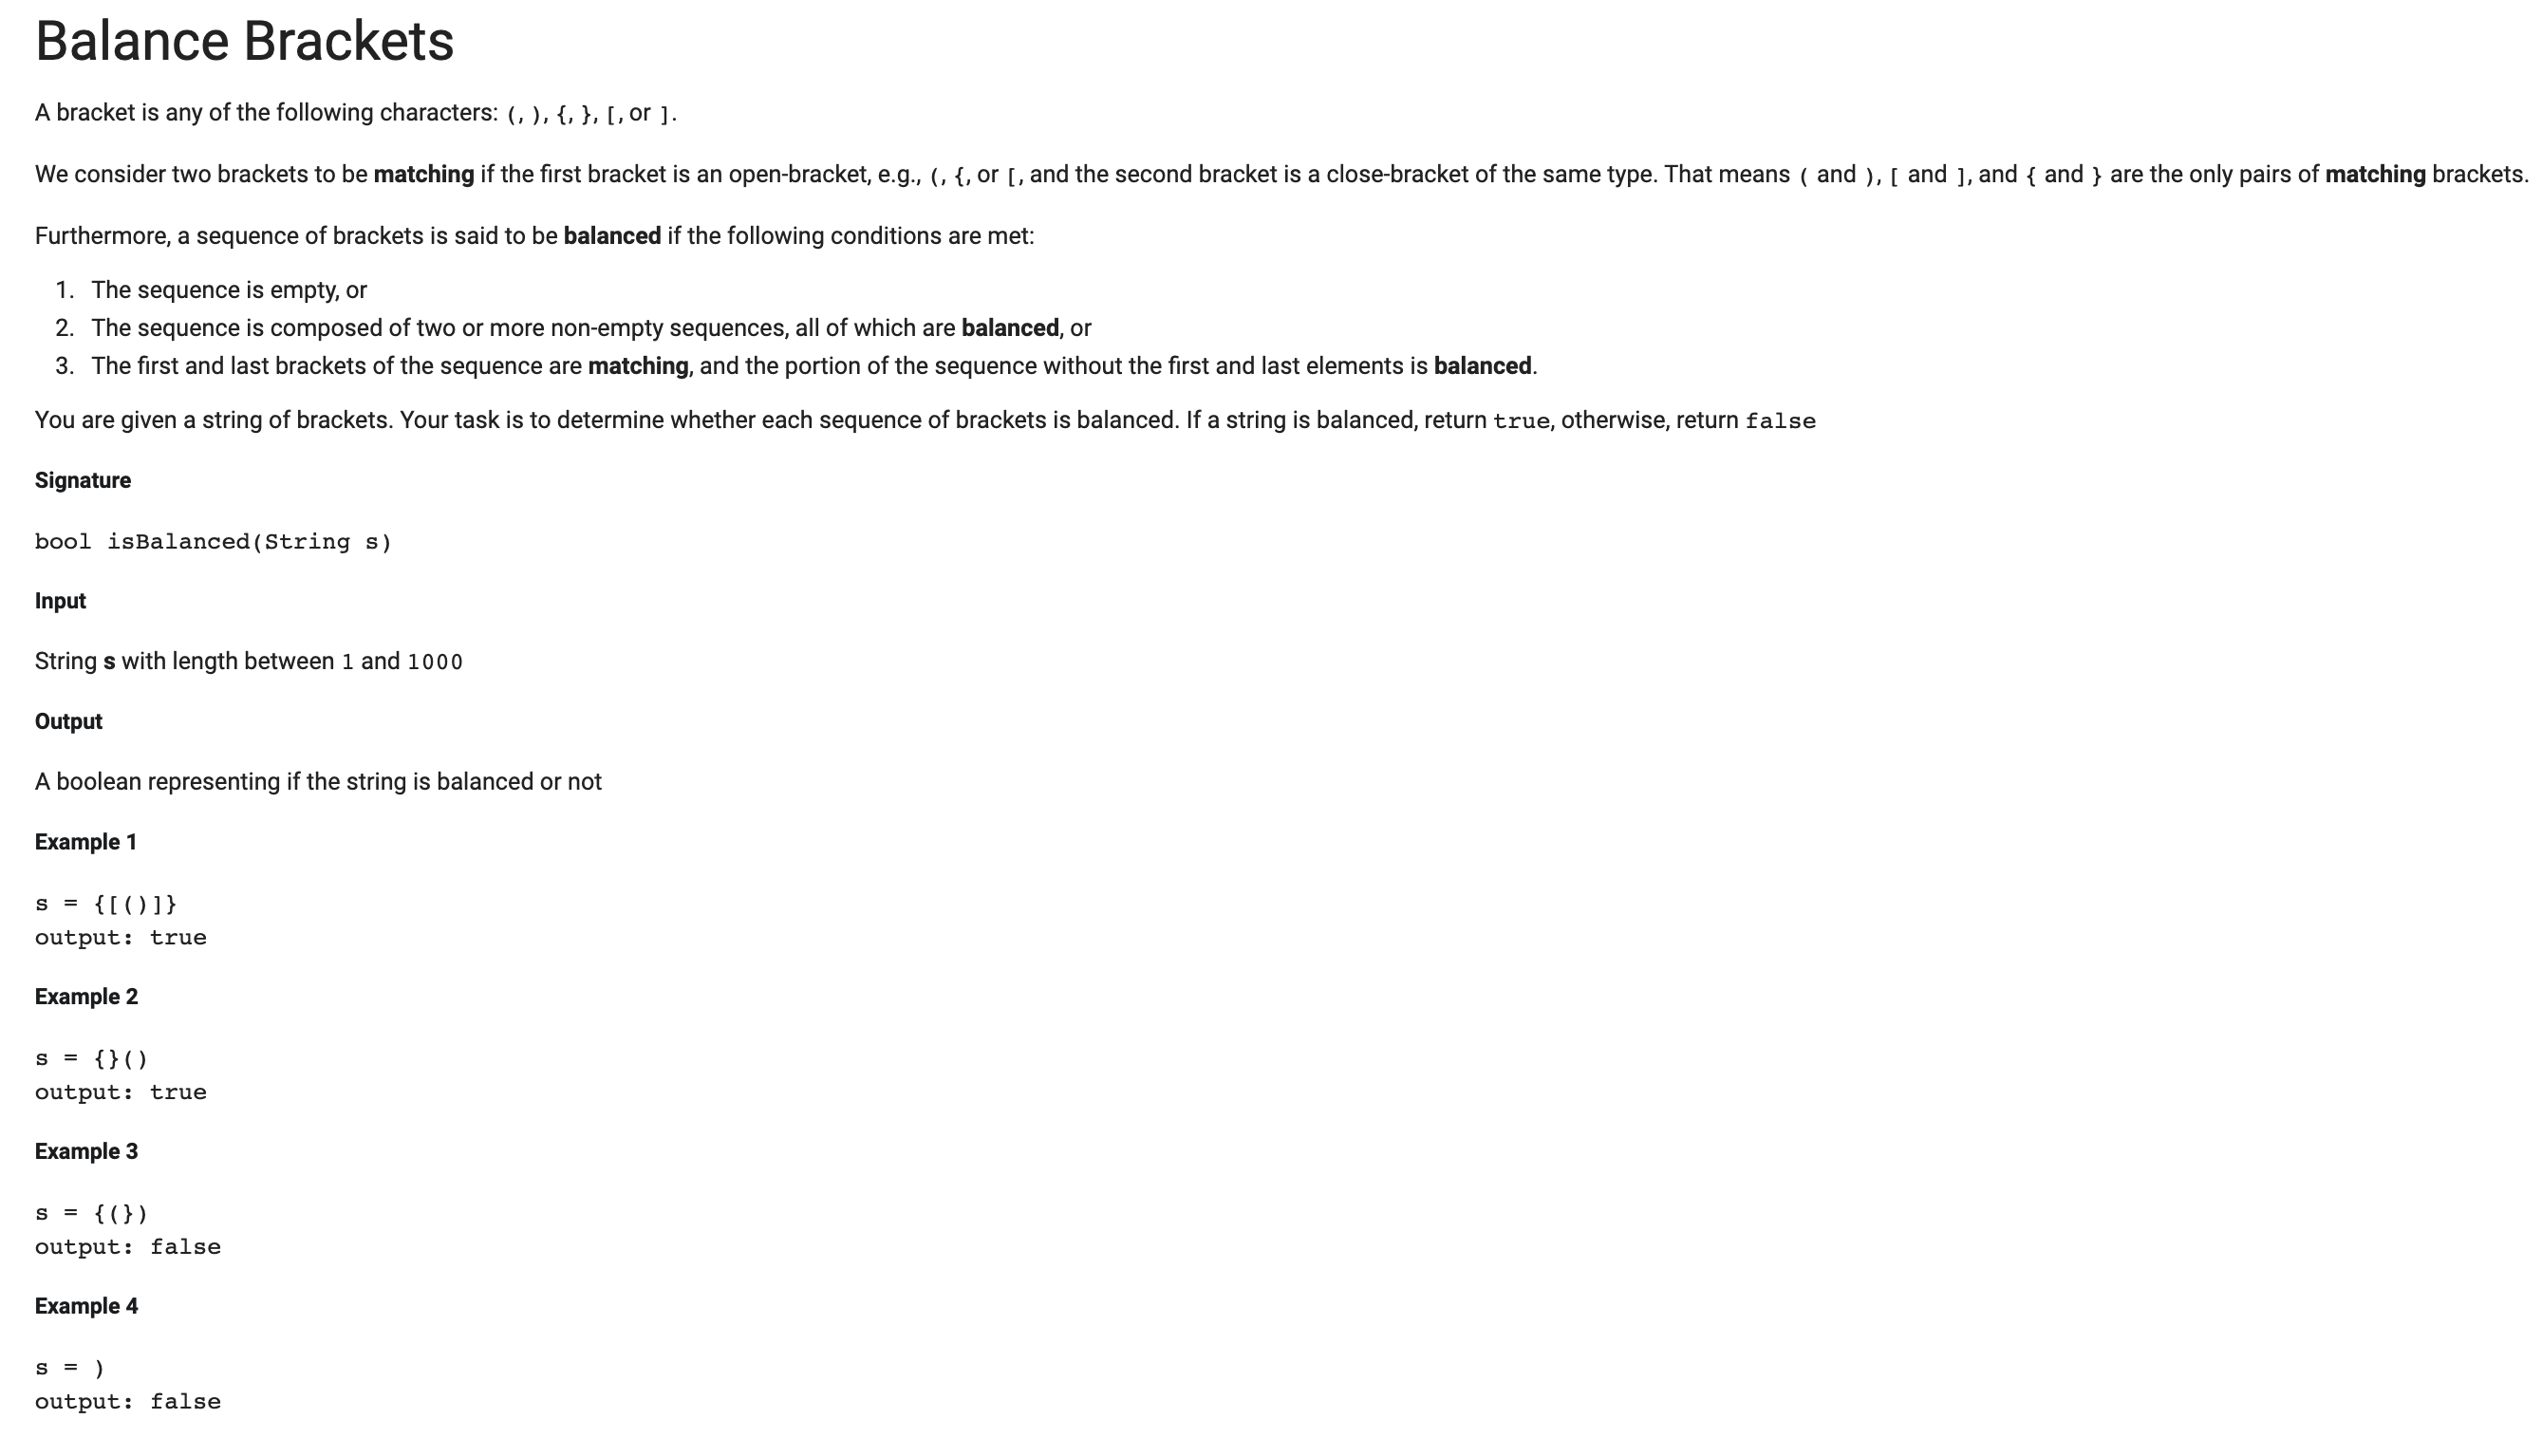 Balance Brackets
A bracket is any of the following characters: (, ), {, }, [, or ].
We consider two brackets to be matching if the first bracket is an open-bracket, e.g., (, {, or [, and the second bracket is a close-bracket of the same type. That means ( and ), [ and ], and { and } are the only pairs of matching brackets.
Furthermore, a sequence of brackets is said to be balanced if the following conditions are met:
1. The sequence is empty, or
2. The sequence is composed of two or more non-empty sequences, all of which are balanced, or
3. The first and last brackets of the sequence are matching, and the portion of the sequence without the first and last elements is balanced.
You are given a string of brackets. Your task is to determine whether each sequence of brackets is balanced. If a string is balanced, return true, otherwise, return false
Signature
bool isBalanced(String s)
Input
String s with length between 1 and 1000
Output
A boolean representing if the string is balanced or not
Example 1
s = {[()]}
output: true
Example 2
s = {}()
output: true
Example 3
s = {(})
output: false
Example 4
s = )
output: false